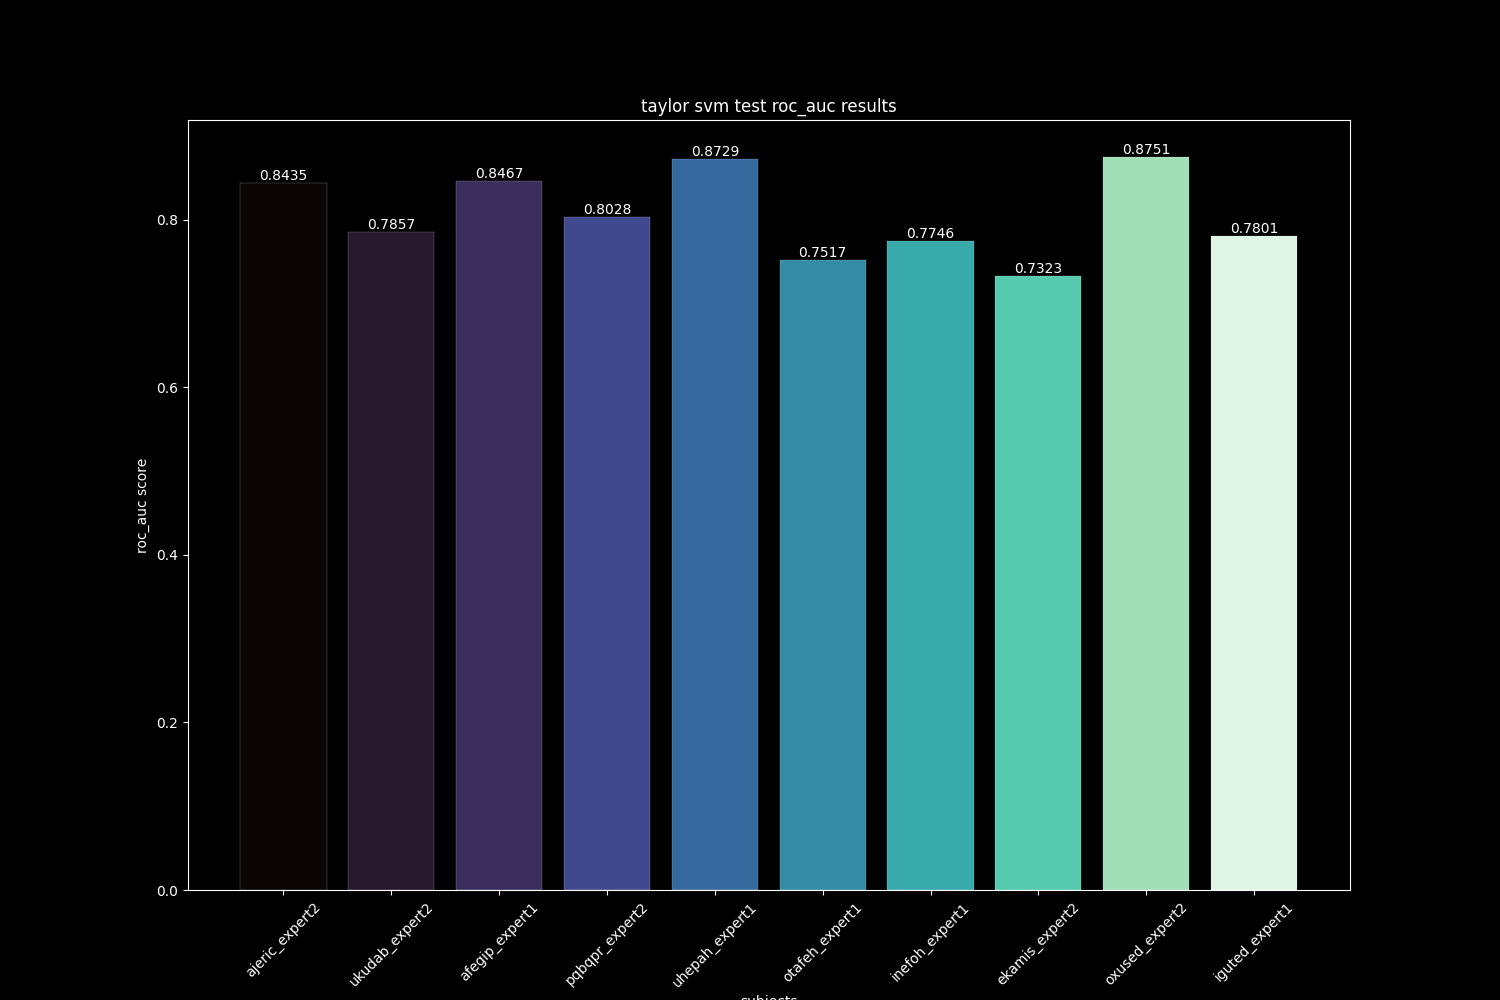 taylor svm test roc_auc results
0.8435
0.7857
0.8467
0.8028
0.8729
0.7517
0.7746
0.7323
0.8751
0.7801
0.8
0.6
0.4
0.2
0.0
roc_auc score
ajeric_expert2
ukudab_expert2
afegip_expert1
pqbqpr_expert2
uhepah_expert1
otafeh_expert1
inefoh_expert1
ekamis_expert2
oxused_expert2
iguted_expert1
subjects